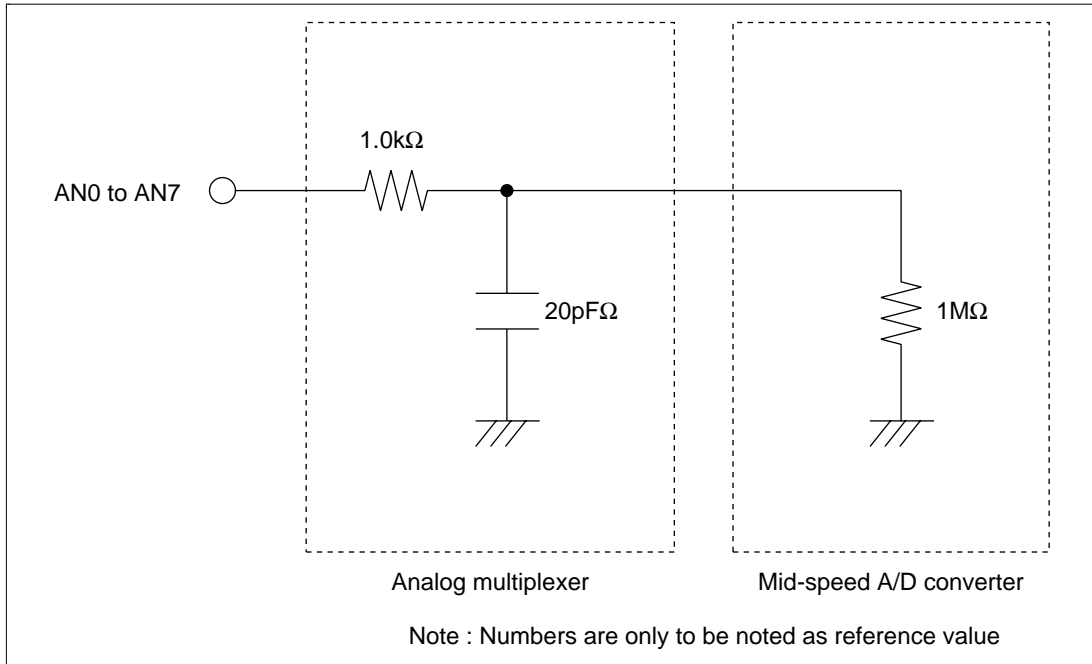 1.0kΩ
AN0 to AN7
20pFΩ
1MΩ
Analog multiplexer
Mid-speed A/D converter
Note : Numbers are only to be noted as reference value